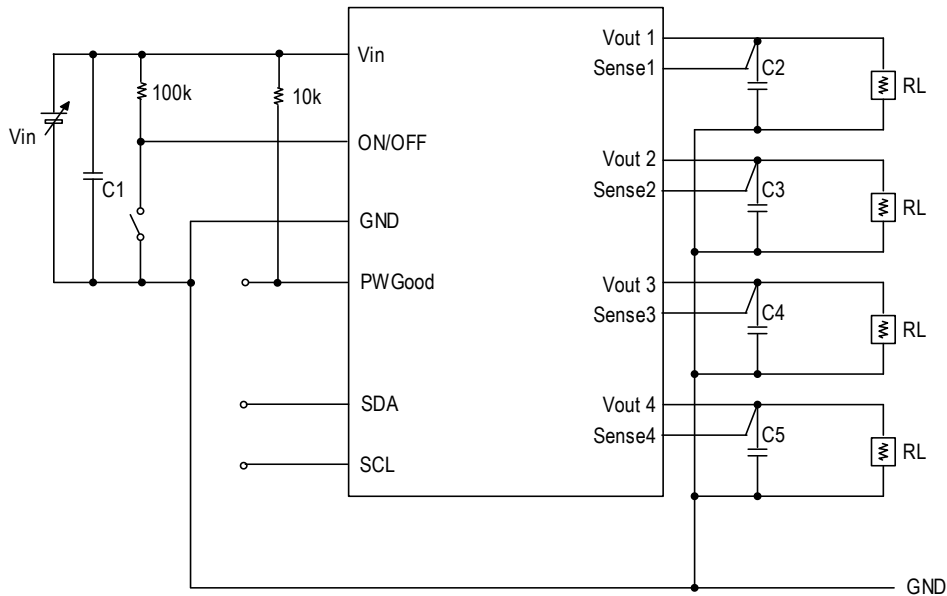 Vout 1
Vin
Sense1
C2
RL
100k
10k
Vin
ON/OFF
Vout 2
Sense2
C3
RL
C1
GND
PWGood
Vout 3
Sense3
C4
RL
SDA
Vout 4
Sense4
C5
RL
SCL
GND